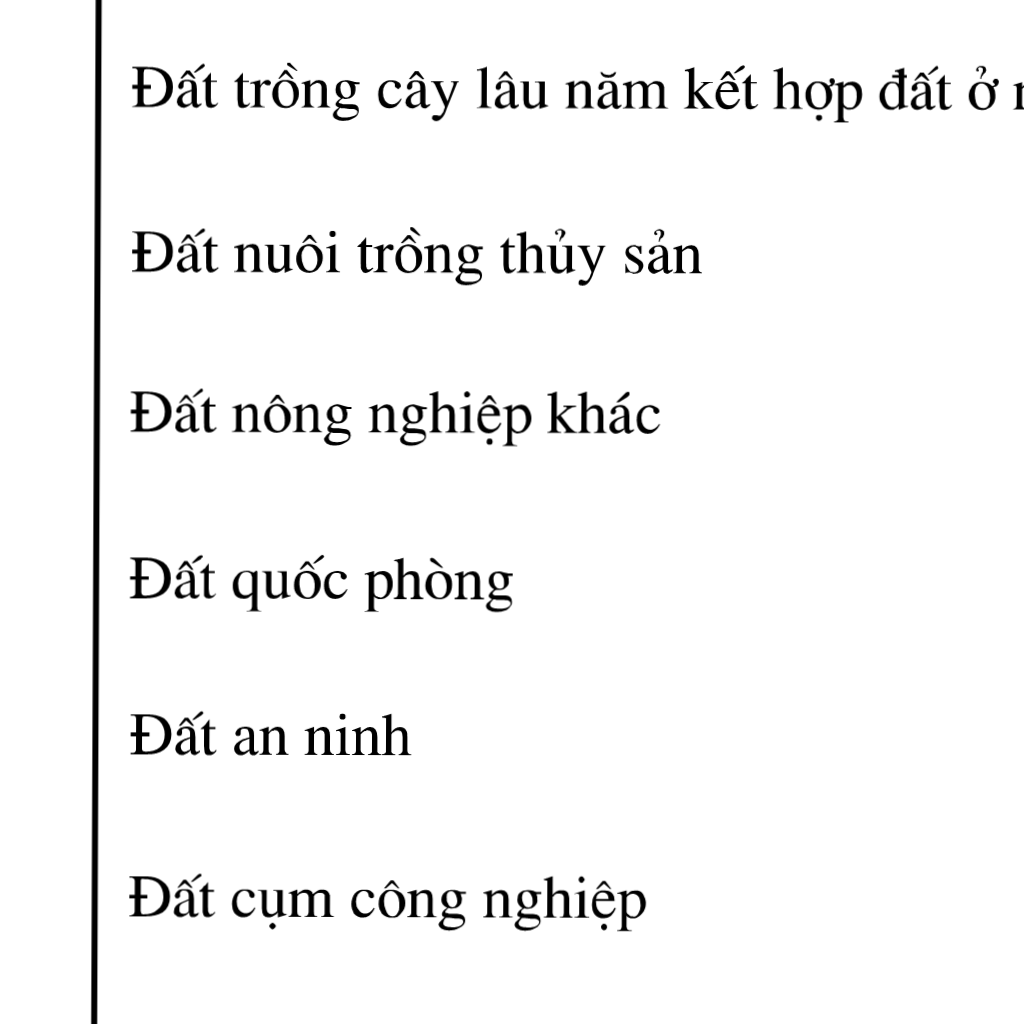 Đất trồng cây lâu năm kết hợp đất ở
Đất nuôi trồng thủy sản
Đất nông nghiệp khác
Đất quốc phòng
Đất an ninh
Đất cụm công nghiệp